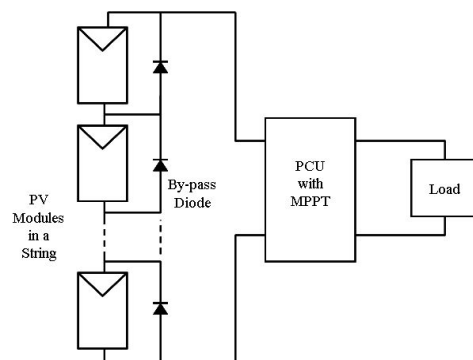 PV
Modules
in a
String
By-pass
Diode
PCU
with
MPPT
Load